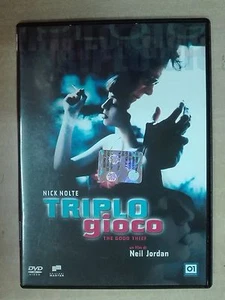 NICK NOLTE
TRIPLO
gioco
THE GOOD THIEF
un film di
Neil Jordan
DVD
01